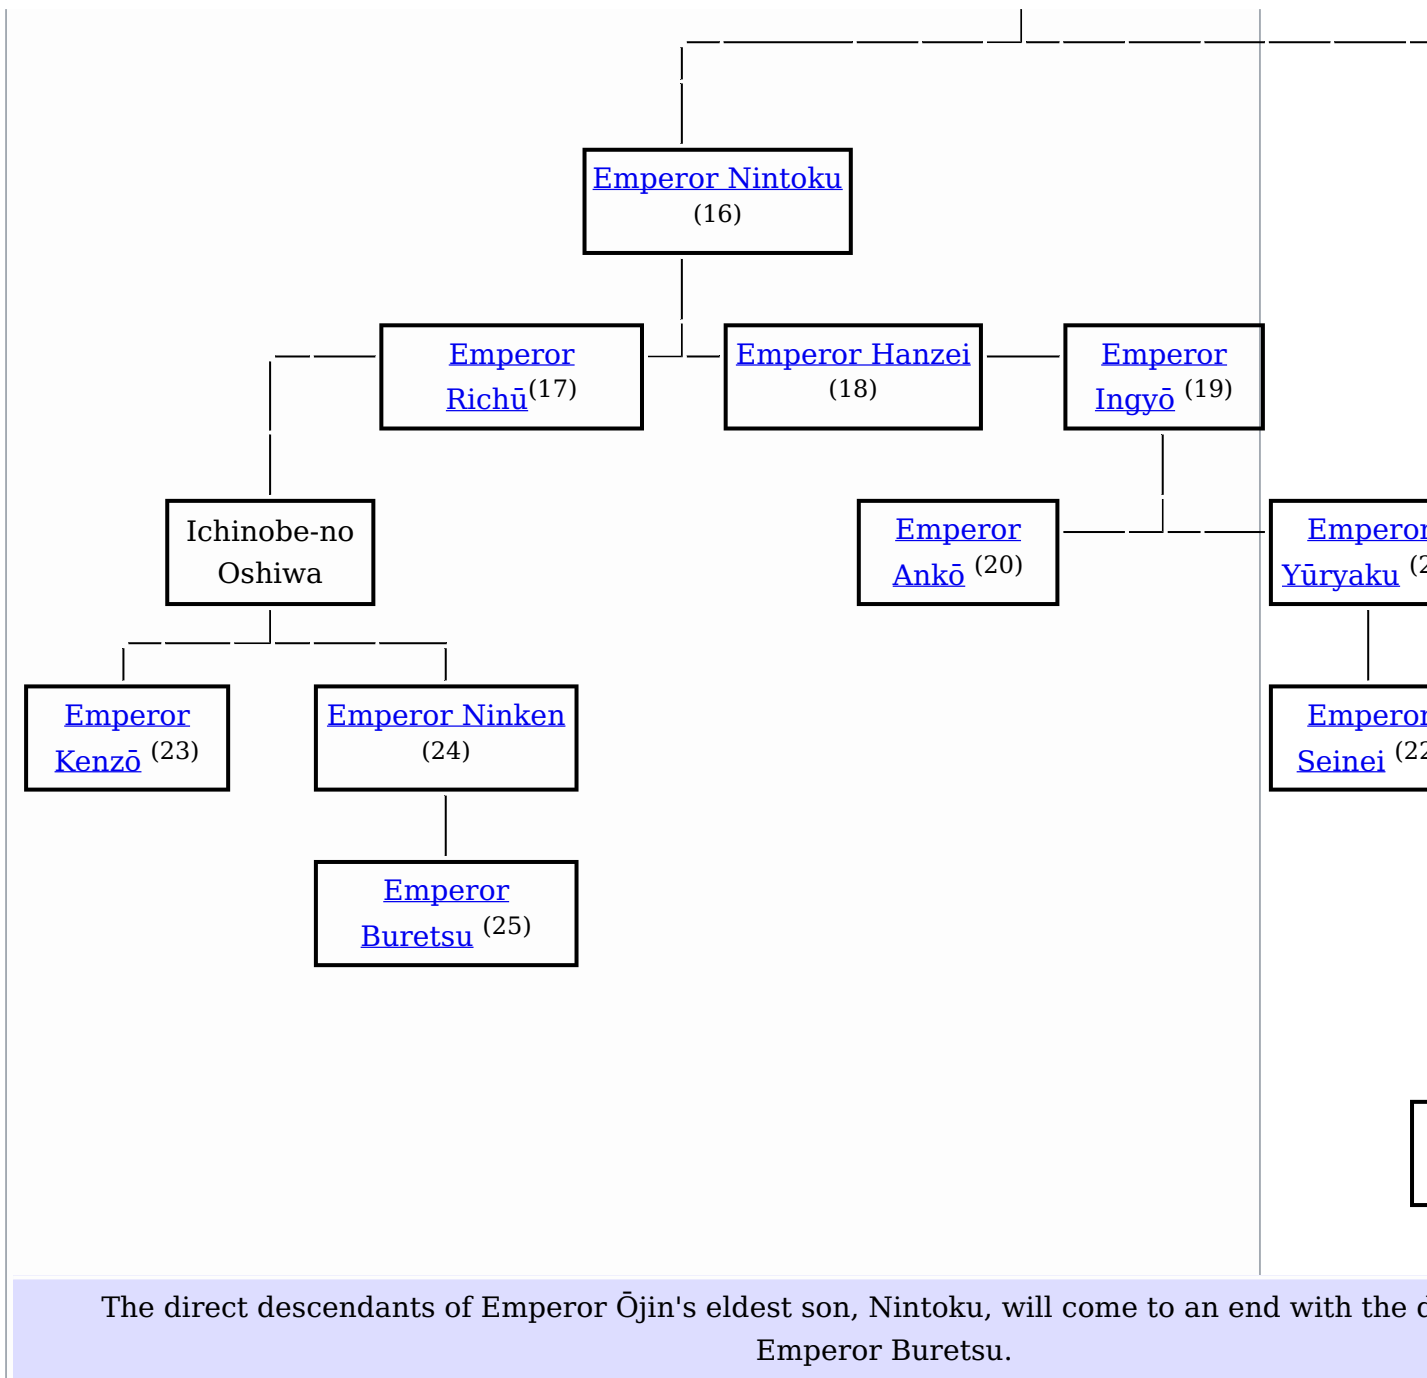 Emperor Nintoku
(16)
Emperor
Richū(17)
Emperor Hanzei
(18)
Emperor
Ingyō (19)
Ichinobe-no
Oshiwa
Emperor
Ankō (20)
Emperor
Yūryaku (2
Emperor
Kenzō (23)
Emperor Ninken
(24)
Emperor
Seinei (22
Emperor
Buretsu (25)
The direct descendants of Emperor Ōjin's eldest son, Nintoku, will come to an end with the
Emperor Buretsu.